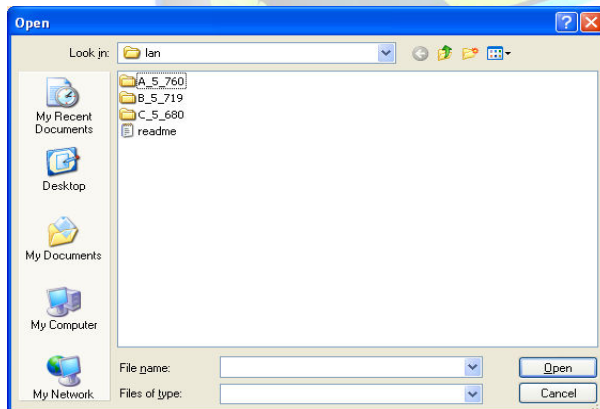 Open
Look in:
lan
A_5_760
B_5_719
C_5_680
readme
My Recent
Documents
Desktop
My Documents
My Computer
My Network
File name:
Open
Files of type:
Cancel